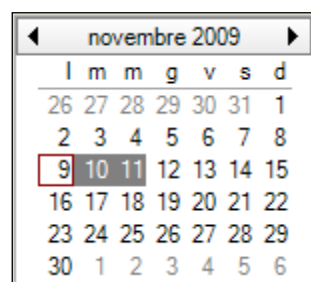 novembre 2009
l m m g v s d
26 27 28 29 30 31 1
2 3 4 5 6 7 8
9 10 11 12 13 14 15
16 17 18 19 20 21 22
23 24 25 26 27 28 29
30 1 2 3 4 5 6